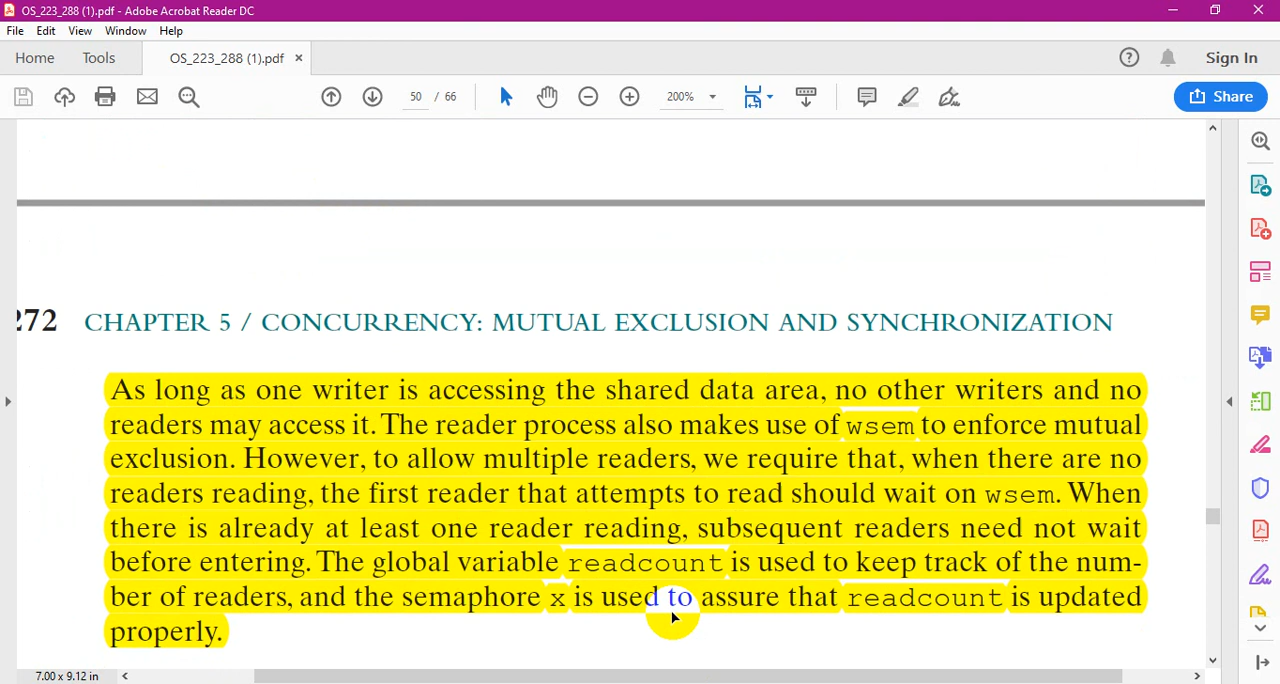 OS_223_288 (1).pdf - Adobe Acrobat Reader DC
File Edit View Window Help
Home Tools OS_223_288 (1).pdf × Sign In
50 / 66 200% Share
272 CHAPTER 5 / CONCURRENCY: MUTUAL EXCLUSION AND SYNCHRONIZATION
As long as one writer is accessing the shared data area, no other writers and no
readers may access it. The reader process also makes use of wsem to enforce mutual
exclusion. However, to allow multiple readers, we require that, when there are no
readers reading, the first reader that attempts to read should wait on wsem. When
there is already at least one reader reading, subsequent readers need not wait
before entering. The global variable readcount is used to keep track of the num-
ber of readers, and the semaphore x is used to assure that readcount is updated
properly.
7.00 x 9.12 in